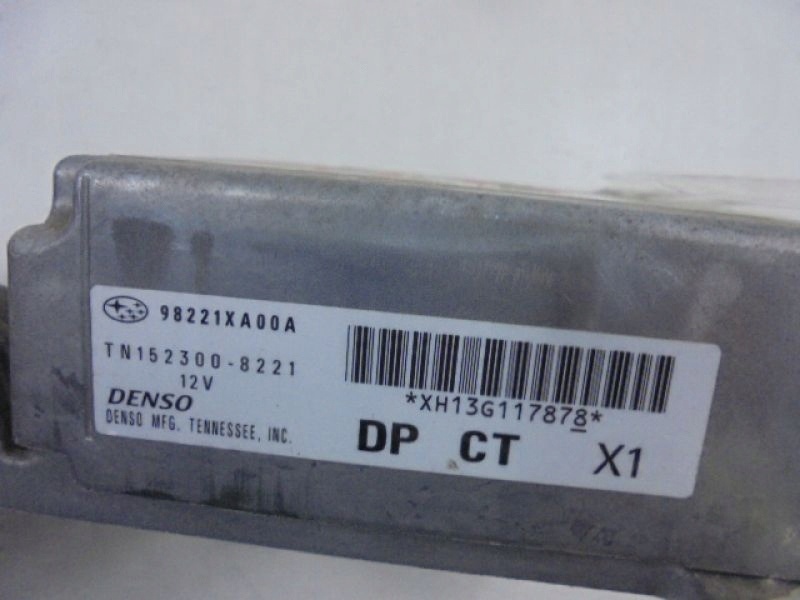 98221XA00A
TN152300-8221
12V
DENSO
DENSO MFG. TENNESSEE, INC.
*XH13G117878*
DP CT X1